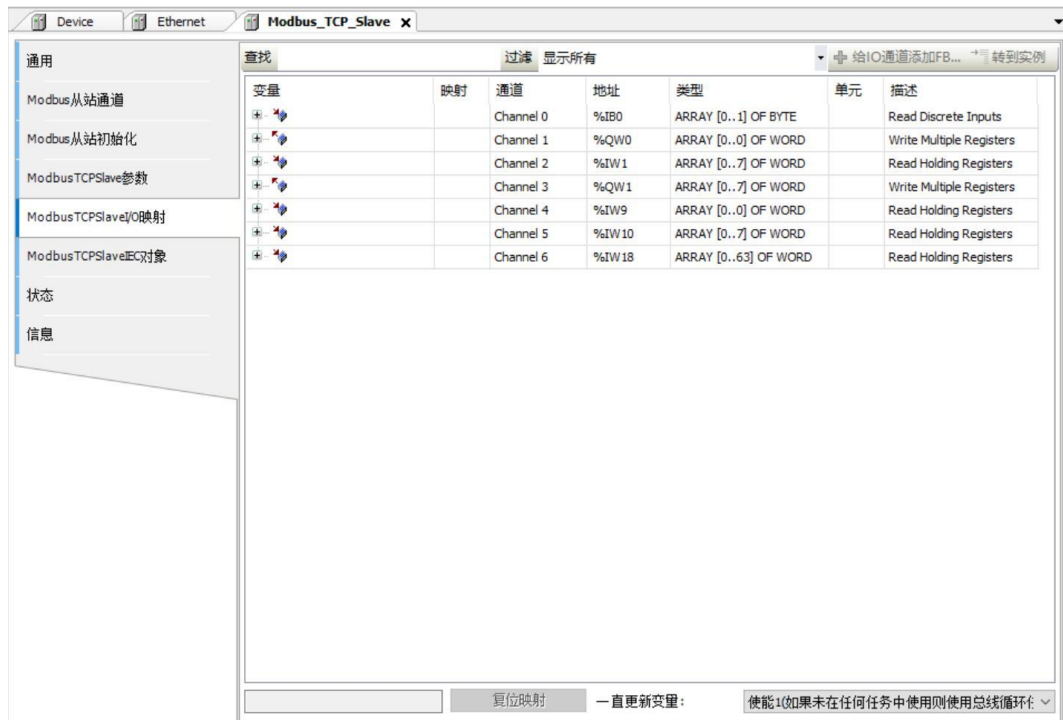 Device Ethernet Modbus_TCP_Slave x
通用
Modbus从站通道
Modbus从站初始化
ModbusTCPSlave参数
ModbusTCPSlaveI/O映射
ModbusTCPSlaveIEC对象
状态
信息
查找 过滤 显示所有 给IO通道添加FB... 转到实例
变量 映射 通道 地址 类型 单元 描述
Channel 0 %IB0 ARRAY [0..1] OF BYTE Read Discrete Inputs
Channel 1 %QW0 ARRAY [0..0] OF WORD Write Multiple Registers
Channel 2 %IW1 ARRAY [0..7] OF WORD Read Holding Registers
Channel 3 %QW1 ARRAY [0..7] OF WORD Write Multiple Registers
Channel 4 %IW9 ARRAY [0..0] OF WORD Read Holding Registers
Channel 5 %IW10 ARRAY [0..7] OF WORD Read Holding Registers
Channel 6 %IW18 ARRAY [0..63] OF WORD Read Holding Registers
复位映射 一直更新变量: 使能1(如果未在任何任务中使用则使用总线循环任